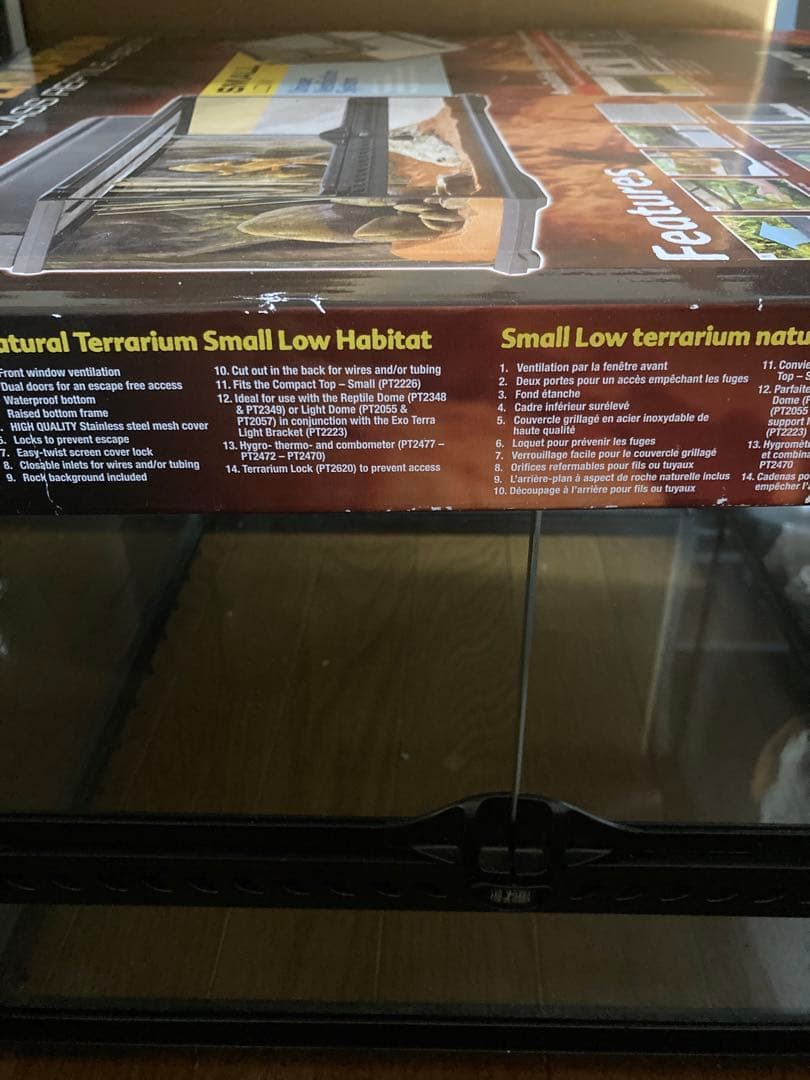 SMALL
Features
atural Terrarium Small Low Habitat
Front window ventilation
Dual doors for an escape free access
Waterproof bottom
Raised bottom frame
. HIGH QUALITY Stainless steel mesh cover
. Locks to prevent escape
7. Easy-twist screen cover lock
8. Closable inlets for wires and/or tubing
9. Rock background included
10. Cut out in the back for wires and/or tubing
11. Fits the Compact Top – Small (PT2226)
12. Ideal for use with the Reptile Dome (PT2348
& PT2349) or Light Dome (PT2055 &
PT2057) in conjunction with the Exo Terra
Light Bracket (PT2223)
13. Hygro- thermo- and combometer (PT2477 –
PT2472 – PT2470)
14. Terrarium Lock (PT2620) to prevent access
Small Low terrarium natu
1. Ventilation par la fenêtre avant
2. Deux portes pour un accès empêchant les fuges
3. Fond étanche
4. Cadre inférieur surélevé
5. Couvercle grillagé en acier inoxydable de
haute qualité
6. Loquet pour prévenir les fuges
7. Verrouillage facile pour le couvercle grillagé
8. Orifices refermables pour fils ou tuyaux
9. L'arrière-plan à aspect de roche naturelle inclus
10. Découpage à l'arrière pour fils ou tuyaux
11. Convie
Top – S
12. Parfaite
Dome (P
(PT2055
support
(PT2223)
13. Hygromèt
et combin
PT2470
14. Cadenas po
empêcher l'